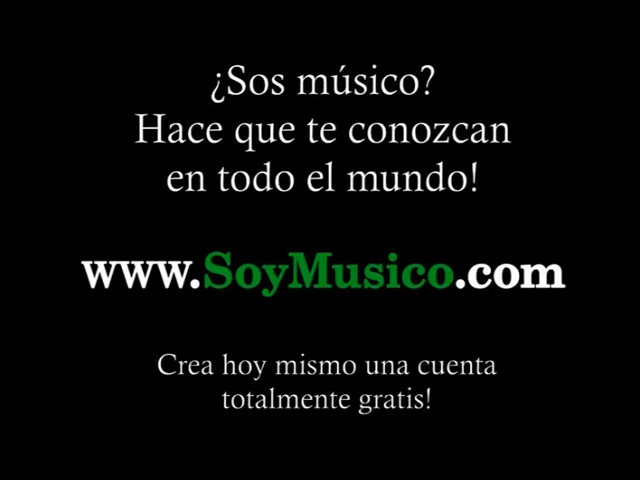 ¿Sos músico?
Hace que te conozcan
en todo el mundo!
www.SoyMusico.com
Crea hoy mismo una cuenta
totalmente gratis!